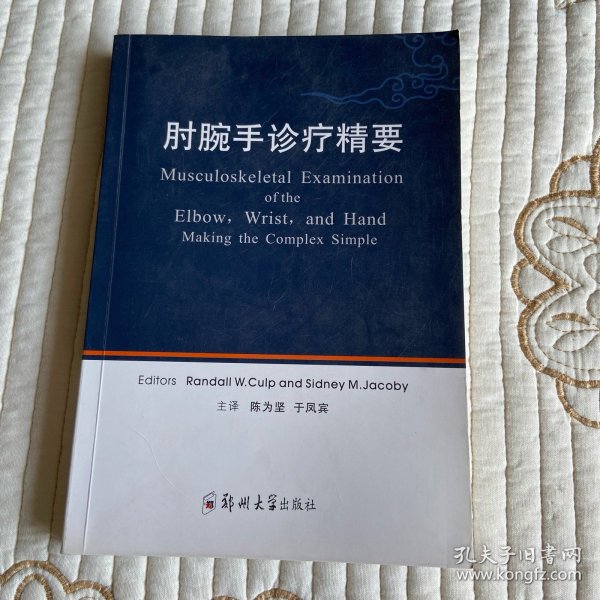 肘腕手诊疗精要
Musculoskeletal Examination
of the
Elbow, Wrist, and Hand
Making the Complex Simple
Editors Randall W.Culp and Sidney M.Jacoby
主译 陈为坚 于凤宾
郑州大学出版社
孔夫子旧书网
www.kongfz.com